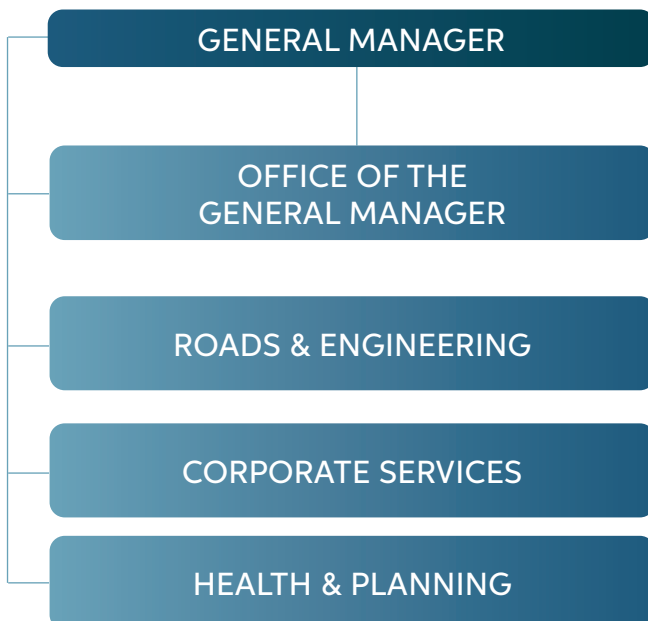 GENERAL MANAGER
OFFICE OF THE
GENERAL MANAGER
ROADS & ENGINEERING
CORPORATE SERVICES
HEALTH & PLANNING